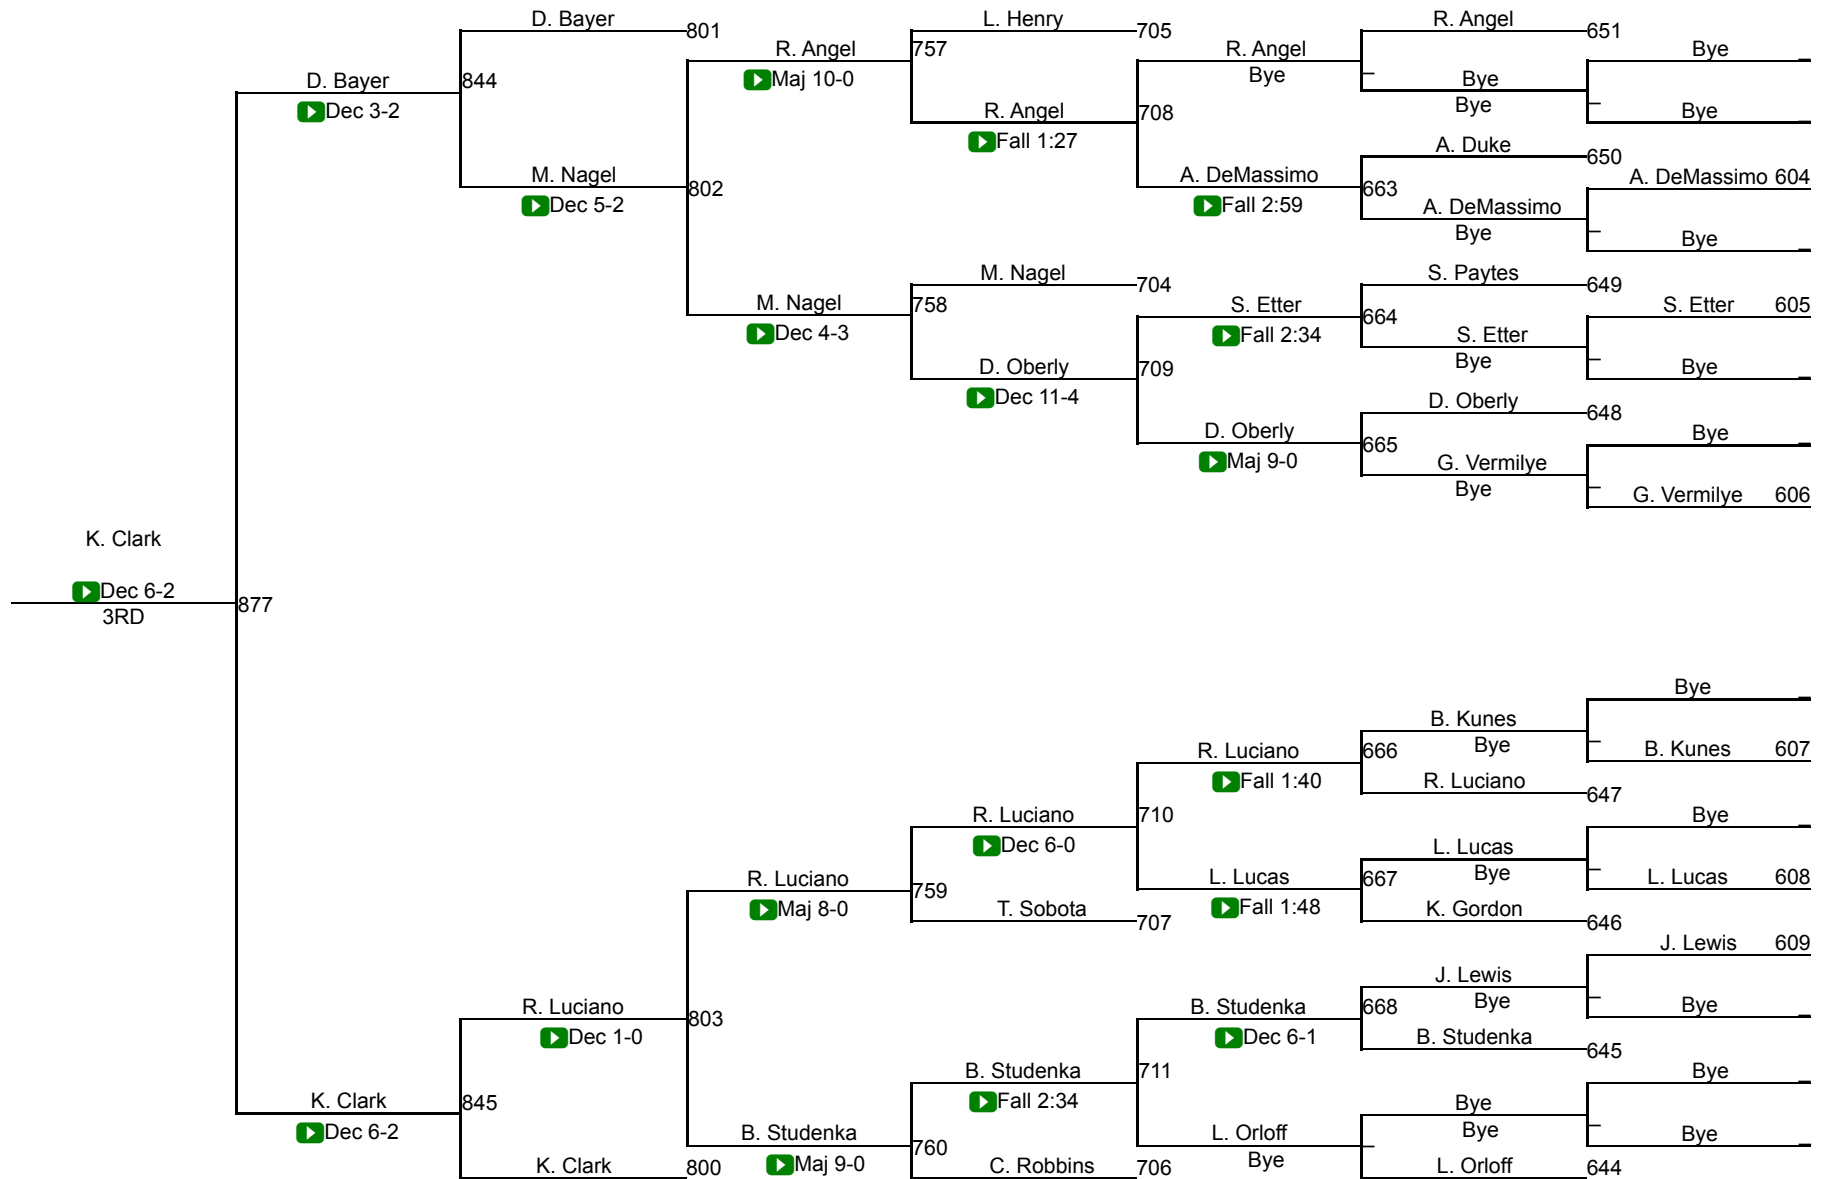 D. Bayer
801
L. Henry
705
R. Angel
651
R. Angel
757
R. Angel
Bye
D. Bayer
844
Maj 10-0
Bye
Bye
Dec 3-2
R. Angel
708
Bye
Bye
Fall 1:27
A. Duke
650
M. Nagel
802
A. DeMassimo
663
A. DeMassimo 604
Dec 5-2
Fall 2:59
A. DeMassimo
Bye
Bye
M. Nagel
704
S. Paytes
649
M. Nagel
758
S. Etter
664
S. Etter 605
Dec 4-3
Fall 2:34
S. Etter
D. Oberly
709
Bye
Bye
Dec 11-4
D. Oberly
648
D. Oberly
665
Bye
Maj 9-0
G. Vermilye
Bye
G. Vermilye 606
K. Clark
Dec 6-2
877
3RD
Bye
B. Kunes
R. Luciano
666
Bye
B. Kunes 607
Fall 1:40
R. Luciano
647
R. Luciano
710
Bye
Dec 6-0
L. Lucas
R. Luciano
759
L. Lucas
667
Bye
L. Lucas 608
Maj 8-0
T. Sobota
707
Fall 1:48
K. Gordon
646
J. Lewis 609
J. Lewis
R. Luciano
803
B. Studenka
668
Bye
Bye
Dec 1-0
Dec 6-1
B. Studenka
645
B. Studenka
711
Bye
K. Clark
845
Fall 2:34
Bye
Dec 6-2
B. Studenka
760
L. Orloff
Bye
Bye
Maj 9-0
Bye
K. Clark
800
C. Robbins
706
L. Orloff
644